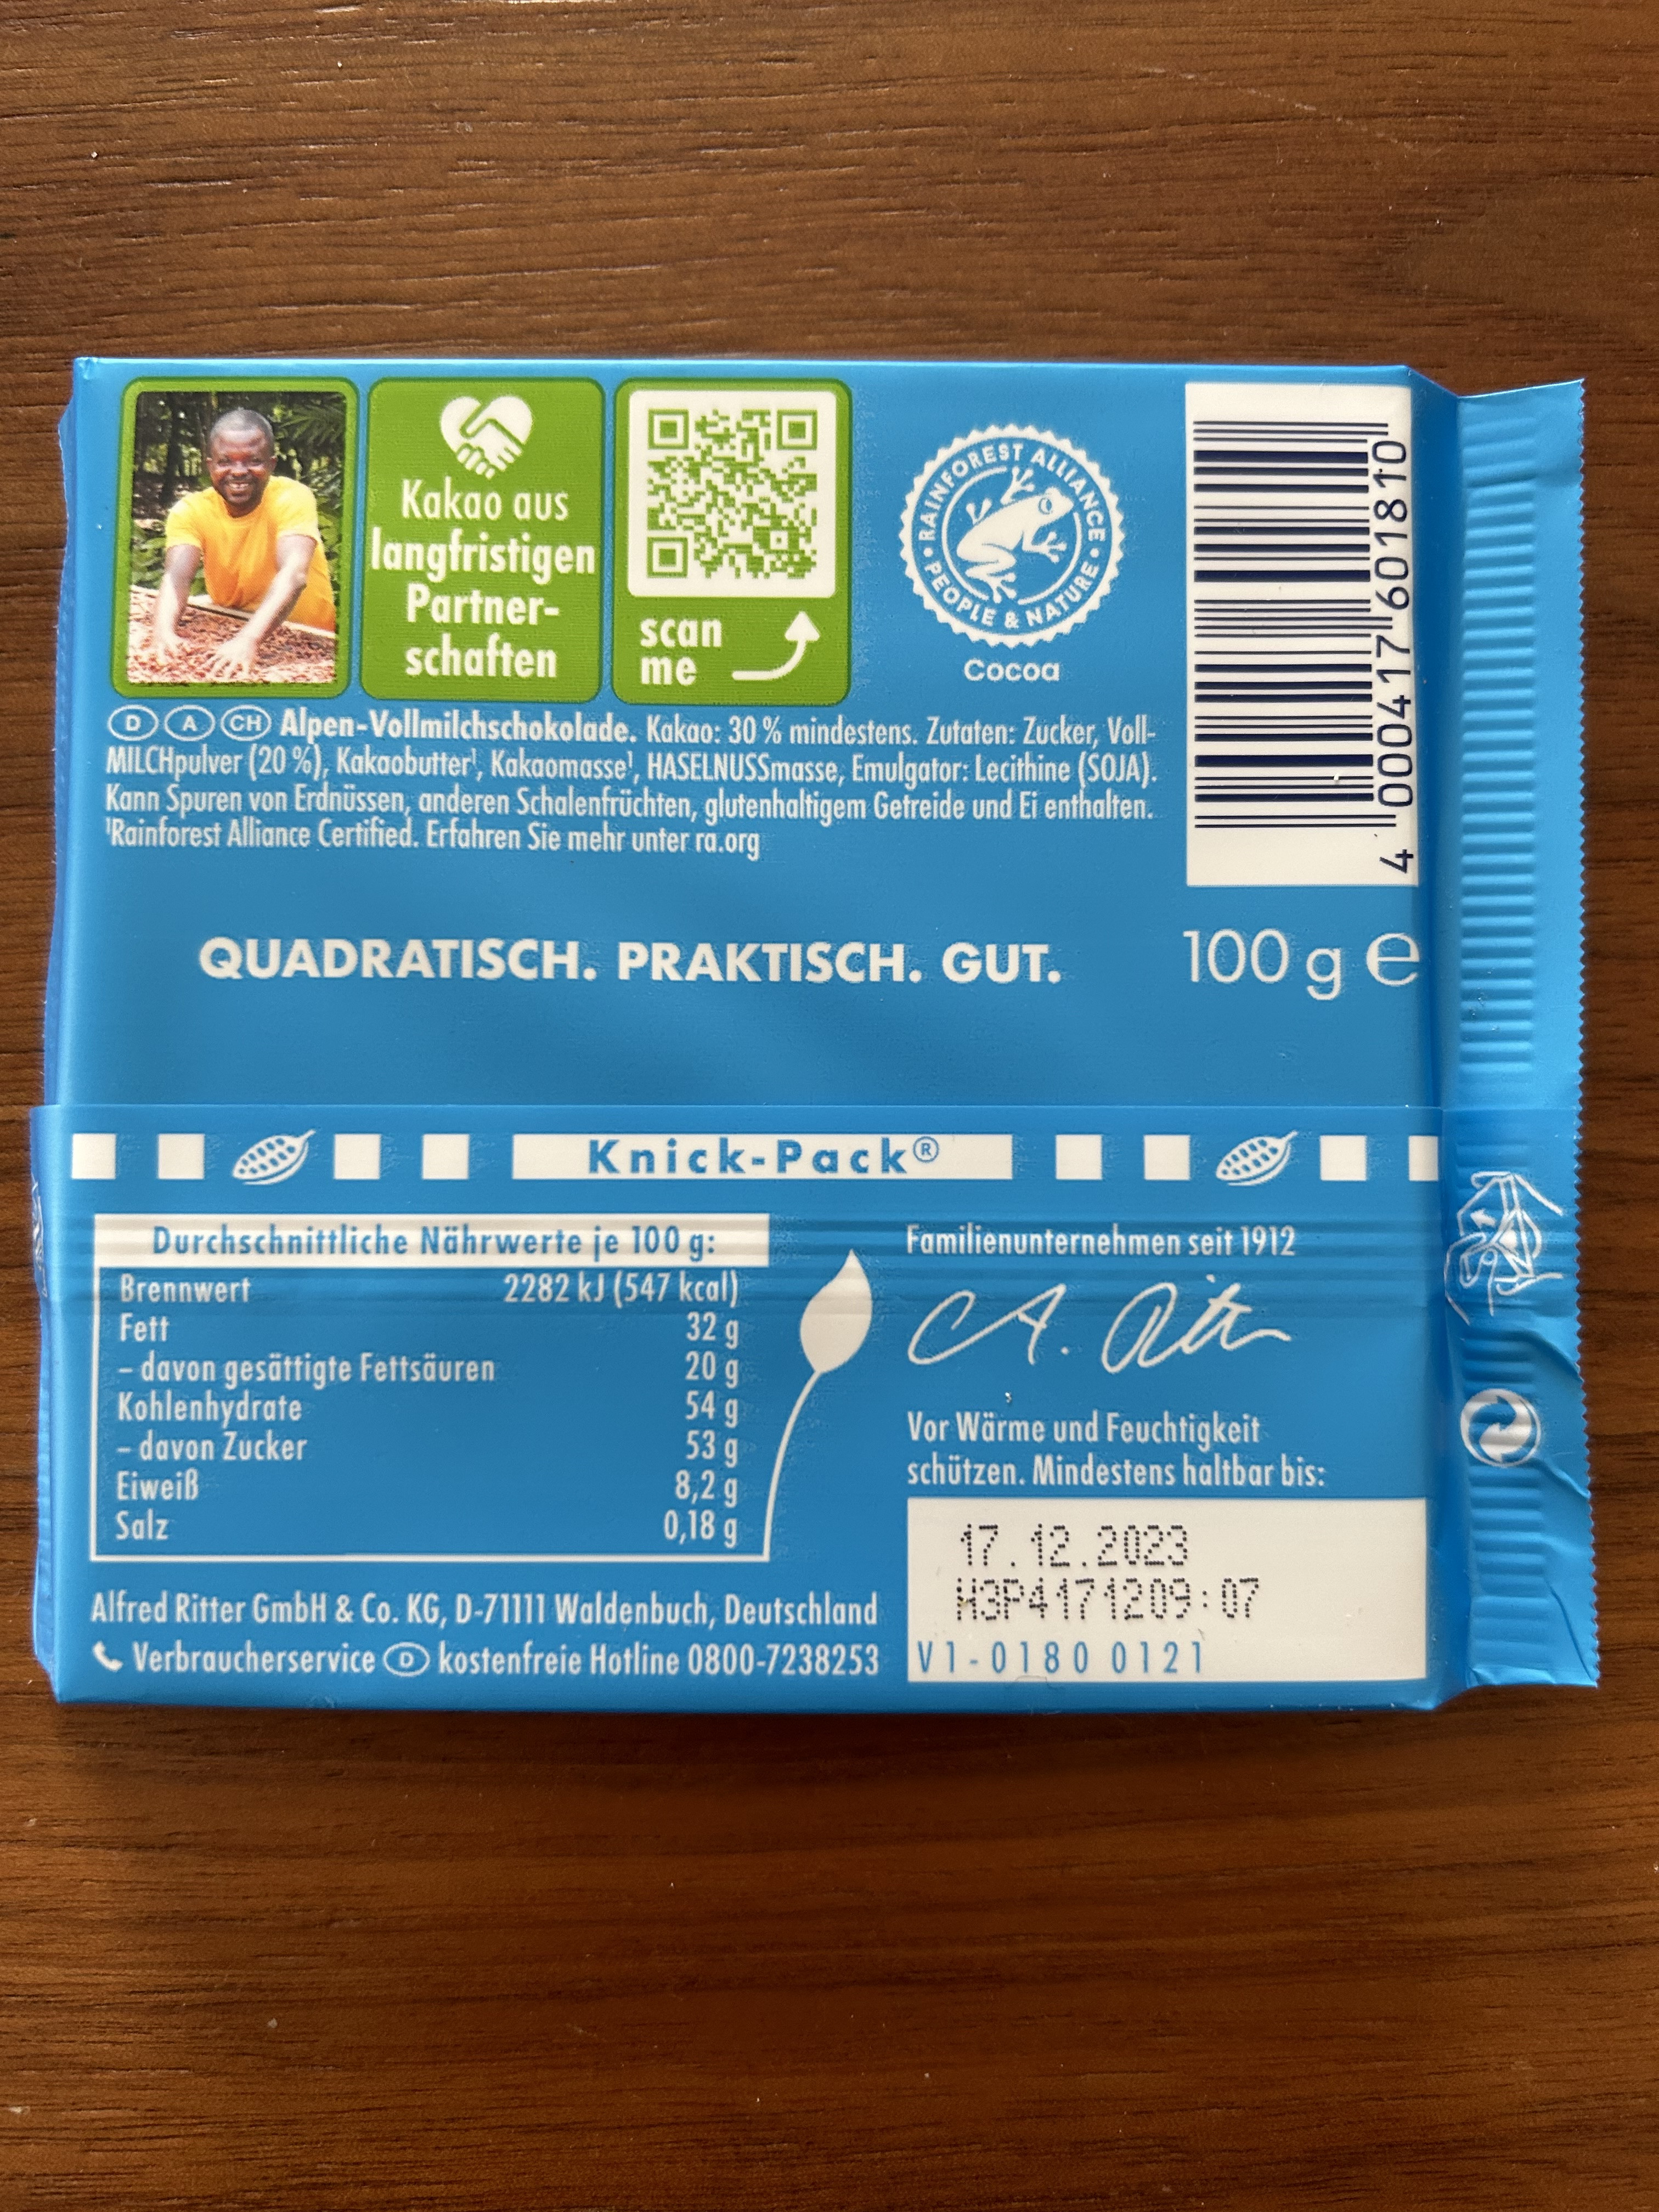 Kakao aus
langfristigen
Partner-
schaften
scan
me
RAINFOREST ALLIANCE
PEOPLE & NATURE
Cocoa
4 000417 601810
D A CH Alpen-Vollmilchschokolade. Kakao: 30 % mindestens. Zutaten: Zucker, Voll-
MILCHpulver (20 %), Kakaobutter¹, Kakaomasse¹, HASELNUSSmasse, Emulgator: Lecithine (SOJA).
Kann Spuren von Erdnüssen, anderen Schalenfrüchten, glutenhaltigem Getreide und Ei enthalten.
¹Rainforest Alliance Certified. Erfahren Sie mehr unter ra.org
QUADRATISCH. PRAKTISCH. GUT.
100 g e
Knick-Pack®
Durchschnittliche Nährwerte je 100 g:
Brennwert 2282 kJ (547 kcal)
Fett 32 g
– davon gesättigte Fettsäuren 20 g
Kohlenhydrate 54 g
– davon Zucker 53 g
Eiweiß 8,2 g
Salz 0,18 g
Familienunternehmen seit 1912
A. Ritter
Vor Wärme und Feuchtigkeit
schützen. Mindestens haltbar bis:
17.12.2023
H3P4171209:07
V1-0180 0121
Alfred Ritter GmbH & Co. KG, D-71111 Waldenbuch, Deutschland
Verbraucherservice D kostenfreie Hotline 0800-7238253